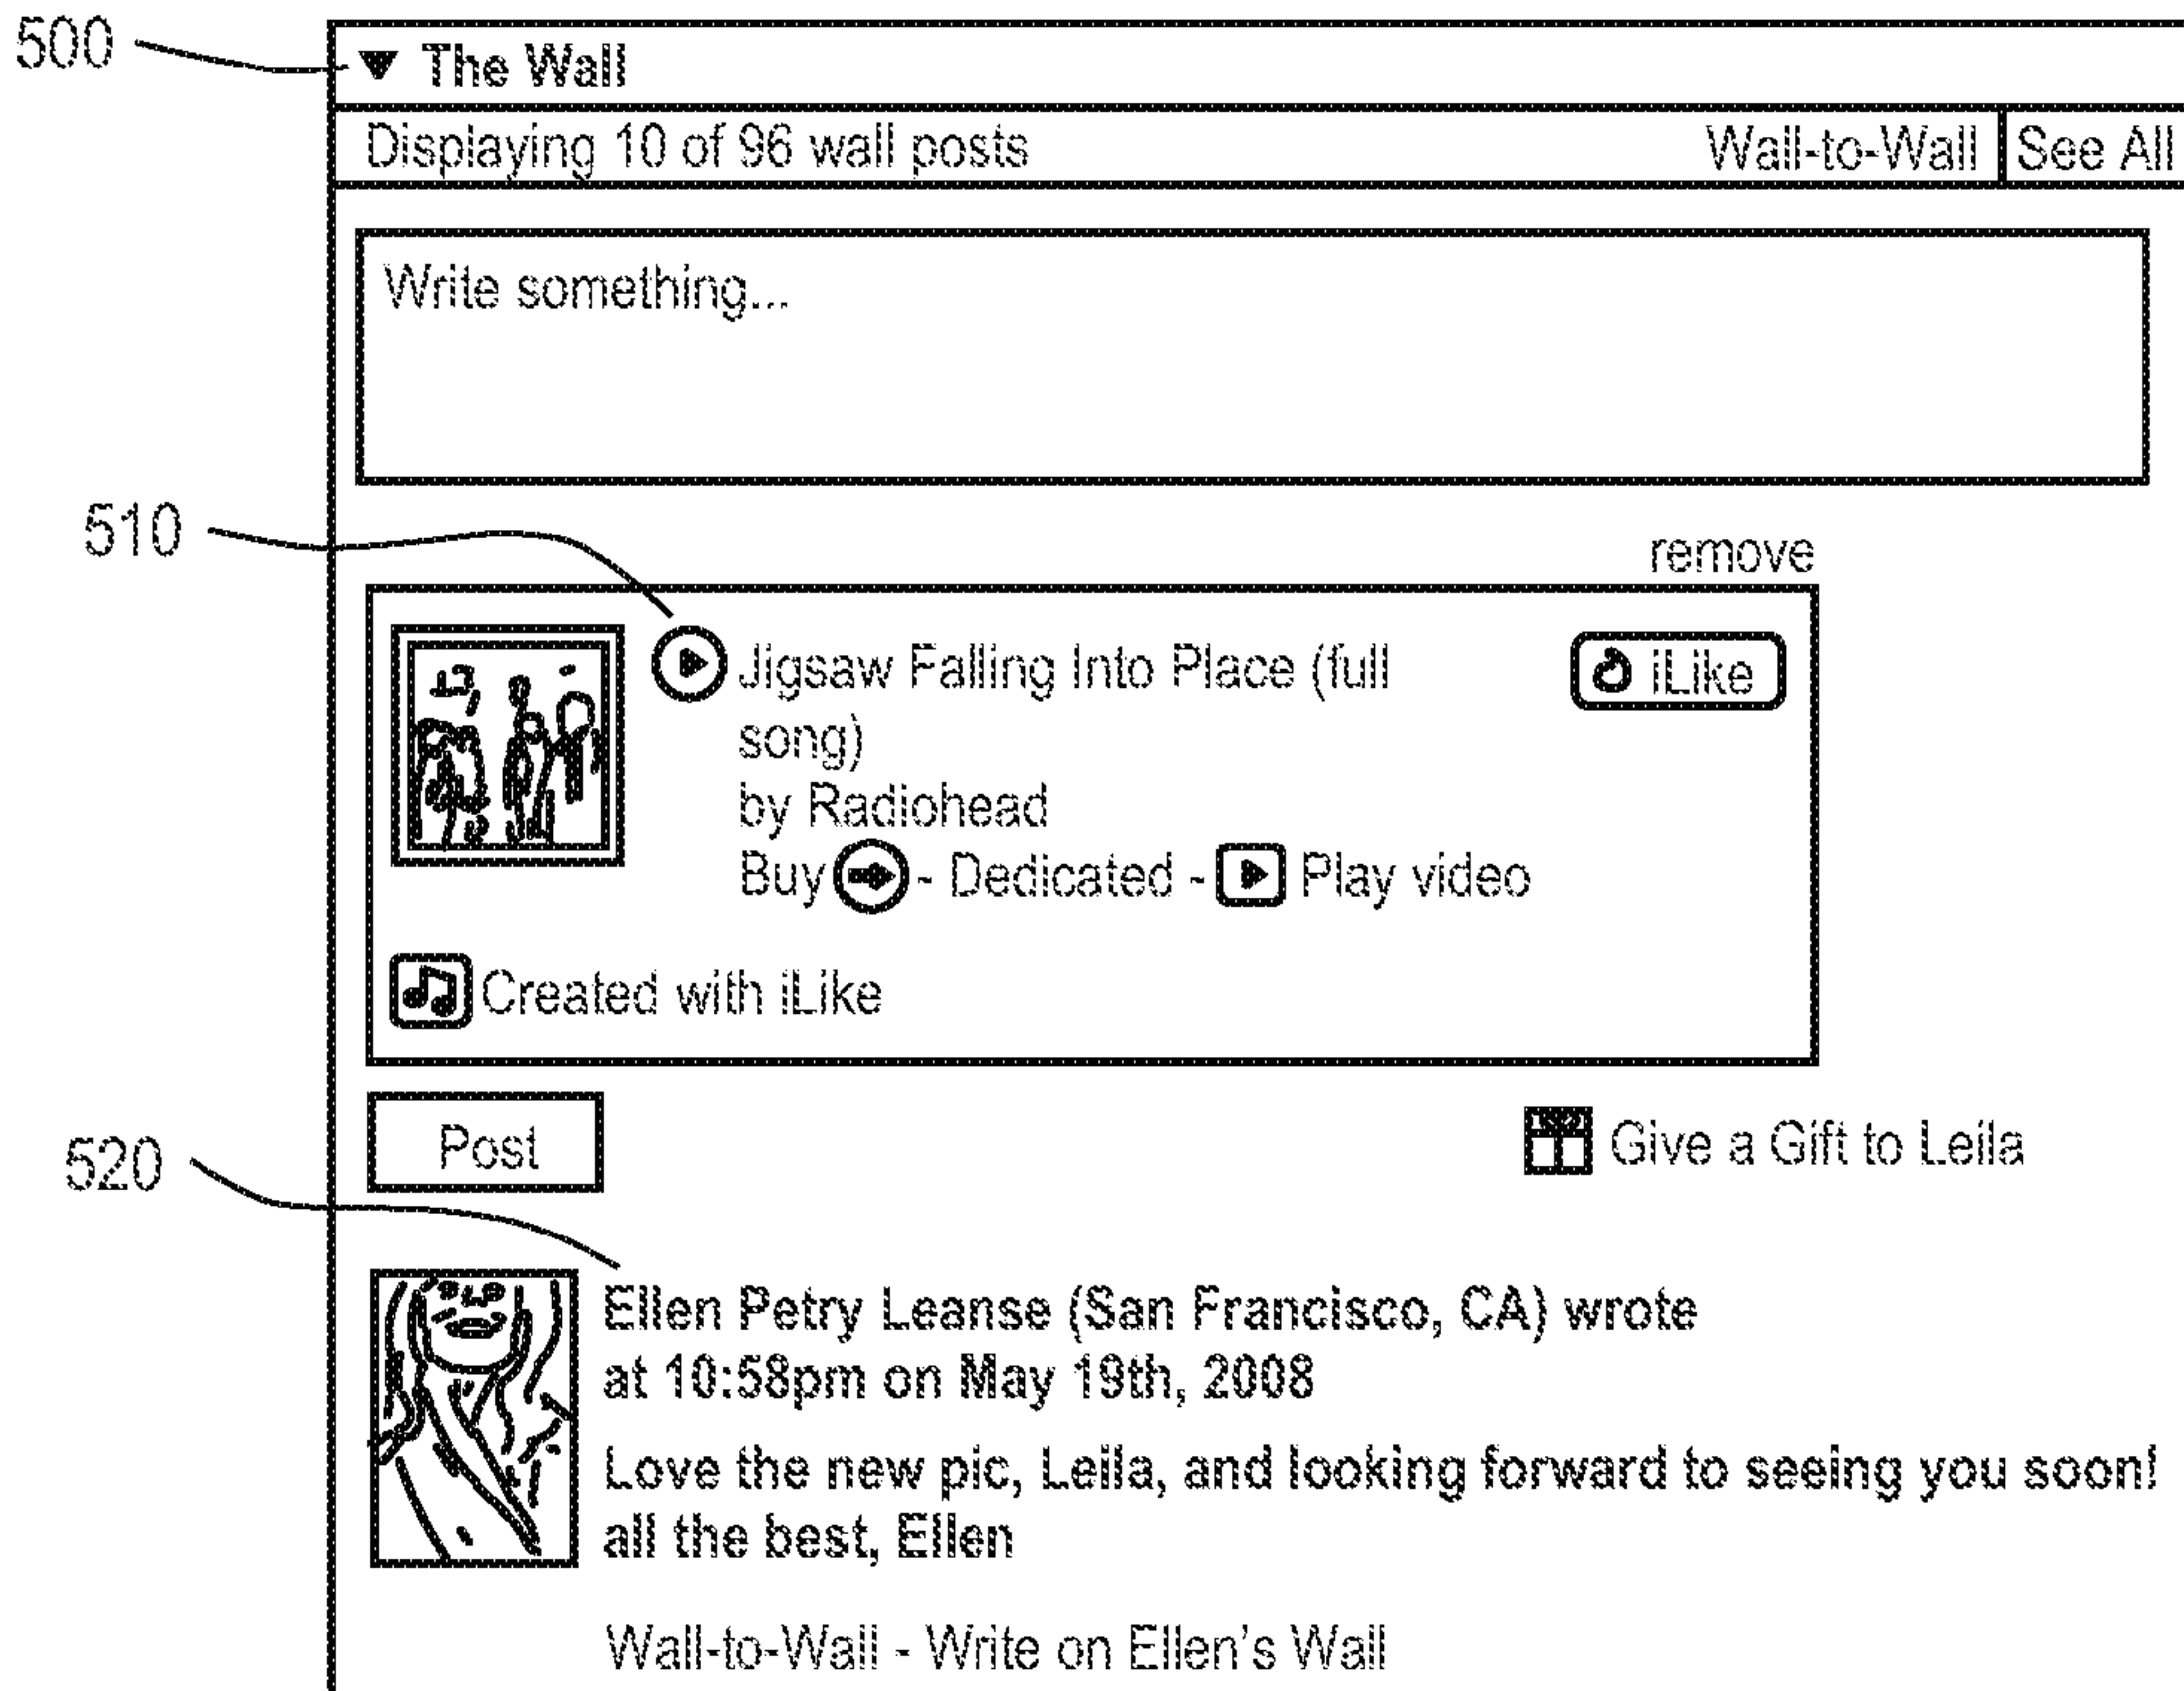 500
▼ The Wall
Displaying 10 of 96 wall posts Wall-to-Wall See All
Write something...
510
remove
Jigsaw Falling Into Place (full iLike
song)
by Radiohead
Buy - Dedicated - Play video
Created with iLike
520
Post Give a Gift to Leila
Ellen Petry Leanse (San Francisco, CA) wrote
at 10:58pm on May 19th, 2008
Love the new pic, Leila, and looking forward to seeing you soon!
all the best, Ellen
Wall-to-Wall - Write on Ellen's Wall